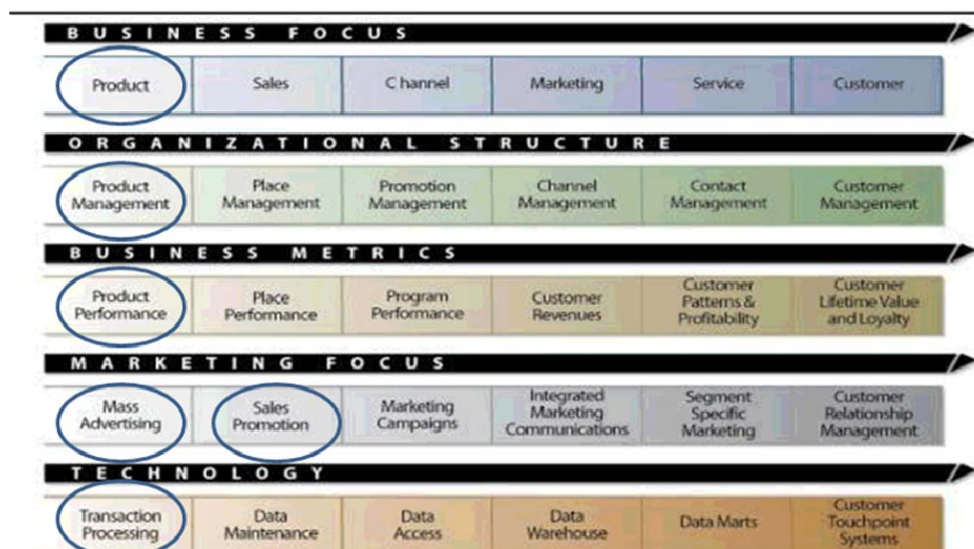 BUSINESS FOCUS
Product Sales Channel Marketing Service Customer
ORGANIZATIONAL STRUCTURE
Product Management Place Management Promotion Management Channel Management Contact Management Customer Management
BUSINESS METRICS
Product Performance Place Performance Program Performance Customer Revenues Customer Patterns & Profitability Customer Lifetime Value and Loyalty
MARKETING FOCUS
Mass Advertising Sales Promotion Marketing Campaigns Integrated Marketing Communications Segment Specific Marketing Customer Relationship Management
TECHNOLOGY
Transaction Processing Data Maintenance Data Access Data Warehouse Data Marts Customer Touchpoint Systems